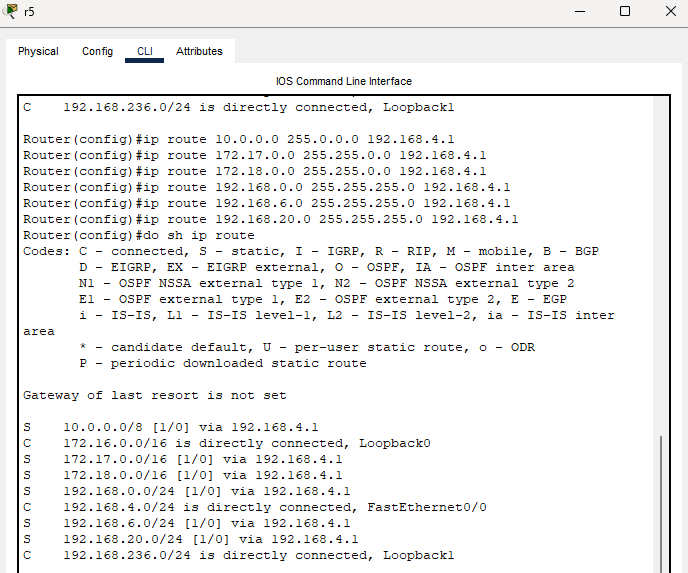 r5
Physical Config CLI Attributes
IOS Command Line Interface
C    192.168.236.0/24 is directly connected, Loopback1
Router(config)#ip route 10.0.0.0 255.0.0.0 192.168.4.1
Router(config)#ip route 172.17.0.0 255.255.0.0 192.168.4.1
Router(config)#ip route 172.18.0.0 255.255.0.0 192.168.4.1
Router(config)#ip route 192.168.0.0 255.255.255.0 192.168.4.1
Router(config)#ip route 192.168.6.0 255.255.255.0 192.168.4.1
Router(config)#ip route 192.168.20.0 255.255.255.0 192.168.4.1
Router(config)#do sh ip route
Codes: C - connected, S - static, I - IGRP, R - RIP, M - mobile, B - BGP
       D - EIGRP, EX - EIGRP external, O - OSPF, IA - OSPF inter area
       N1 - OSPF NSSA external type 1, N2 - OSPF NSSA external type 2
       E1 - OSPF external type 1, E2 - OSPF external type 2, E - EGP
       i - IS-IS, L1 - IS-IS level-1, L2 - IS-IS level-2, ia - IS-IS inter
area
       * - candidate default, U - per-user static route, o - ODR
       P - periodic downloaded static route
Gateway of last resort is not set
S    10.0.0.0/8 [1/0] via 192.168.4.1
C    172.16.0.0/16 is directly connected, Loopback0
S    172.17.0.0/16 [1/0] via 192.168.4.1
S    172.18.0.0/16 [1/0] via 192.168.4.1
S    192.168.0.0/24 [1/0] via 192.168.4.1
C    192.168.4.0/24 is directly connected, FastEthernet0/0
S    192.168.6.0/24 [1/0] via 192.168.4.1
S    192.168.20.0/24 [1/0] via 192.168.4.1
C    192.168.236.0/24 is directly connected, Loopback1